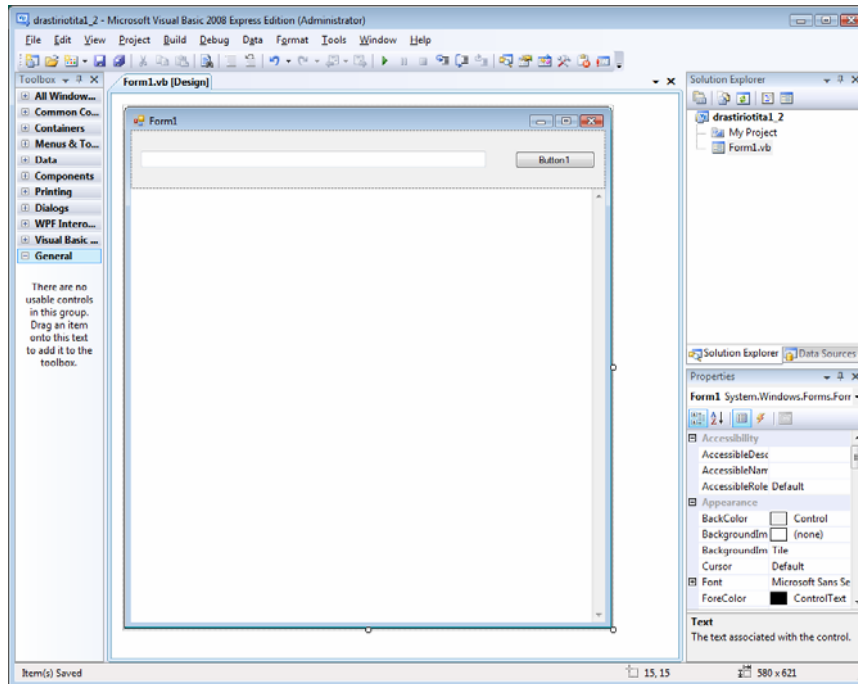 drastiriotita1_2 - Microsoft Visual Basic 2008 Express Edition (Administrator)
File Edit View Project Build Debug Data Format Tools Window Help
Toolbox
Form1.vb [Design]
Solution Explorer
All Window...
Common Co...
Containers
Menus & To...
Data
Components
Printing
Dialogs
WPF Intero...
Visual Basic ...
General
There are no
usable controls
in this group.
Drag an item
onto this text
to add it to the
toolbox.
Form1
Button1
drastiriotita1_2
My Project
Form1.vb
Solution Explorer Data Sources
Properties
Form1 System.Windows.Forms.Forr
Accessibility
AccessibleDesc
AccessibleNam
AccessibleRole Default
Appearance
BackColor Control
BackgroundIm (none)
BackgroundIm Tile
Cursor Default
Font Microsoft Sans Se
ForeColor ControlText
Text
The text associated with the control.
Item(s) Saved 15, 15 580 x 621